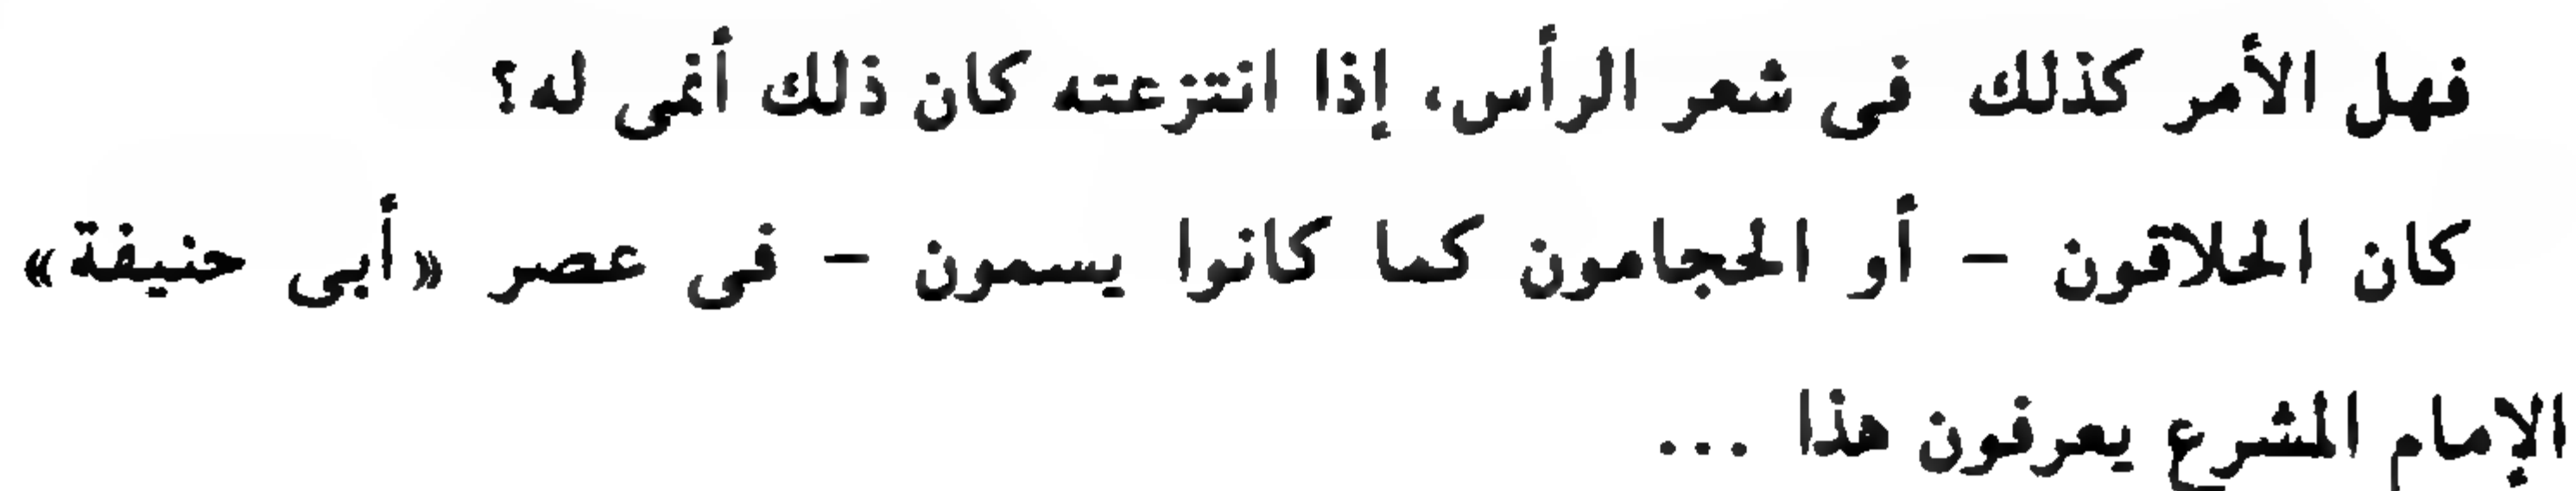 فهل الأمر كذلك فى شعر الرأس، إذا انتزعته كان ذلك أنمى له؟
كان الحلاقون - أو الحجامون كما كانوا يسمون - فى عصر «أبى حنيفة»
الإمام المشرع يعرفون هذا ...